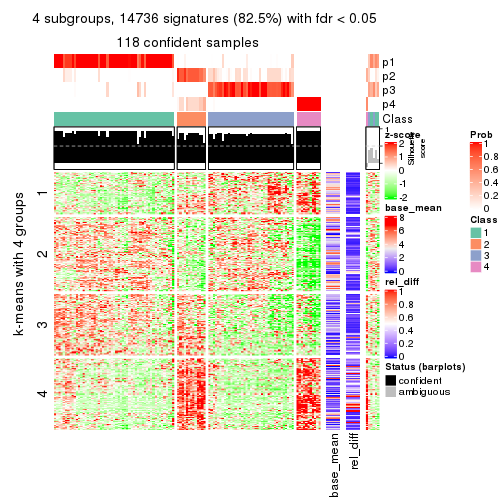 4 subgroups, 14736 signatures (82.5%) with fdr < 0.05
118 confident samples
p1
p2
p3
p4
Class
1
Silhouette
score
k-means with 4 groups
1
2
3
4
base_mean
rel_diff
z-score
2
1
0
-1
-2
base_mean
8
6
4
2
0
rel_diff
1
0.8
0.6
0.4
0.2
0
Status (barplots)
confident
ambiguous
Prob
1
0.8
0.6
0.4
0.2
0
Class
1
2
3
4